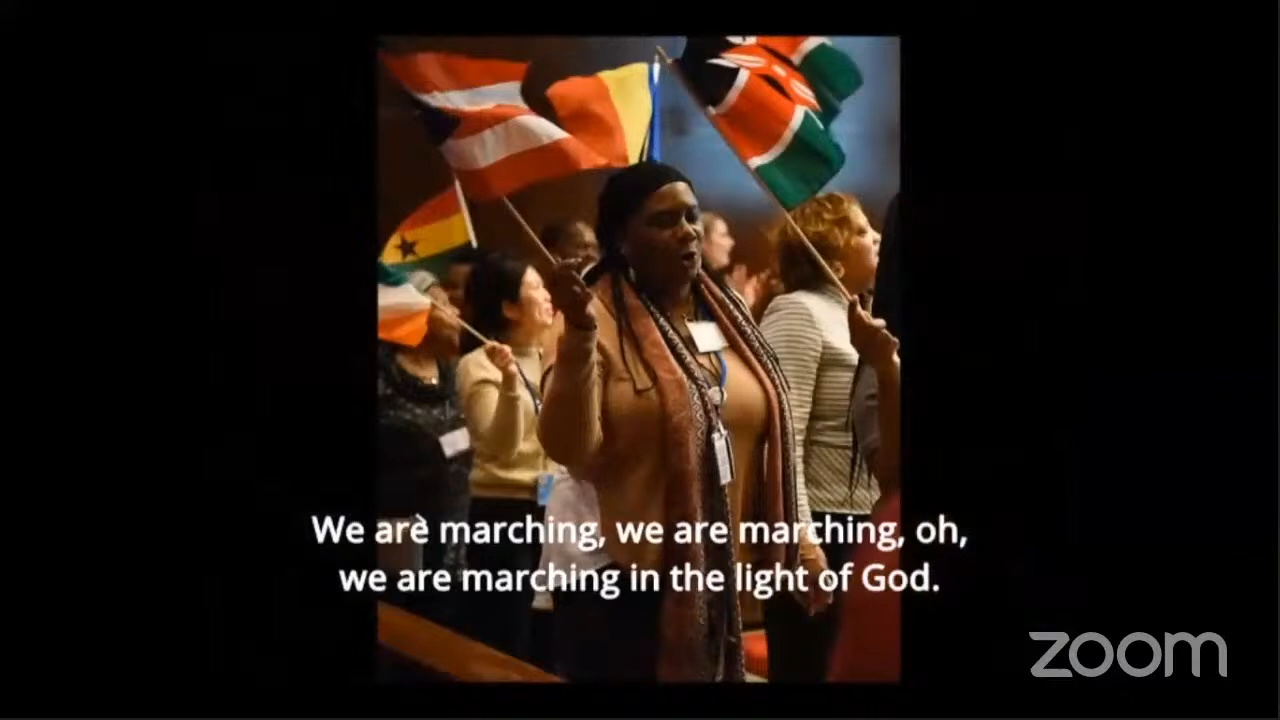 We are marching, we are marching, oh,
we are marching in the light of God.
zoom